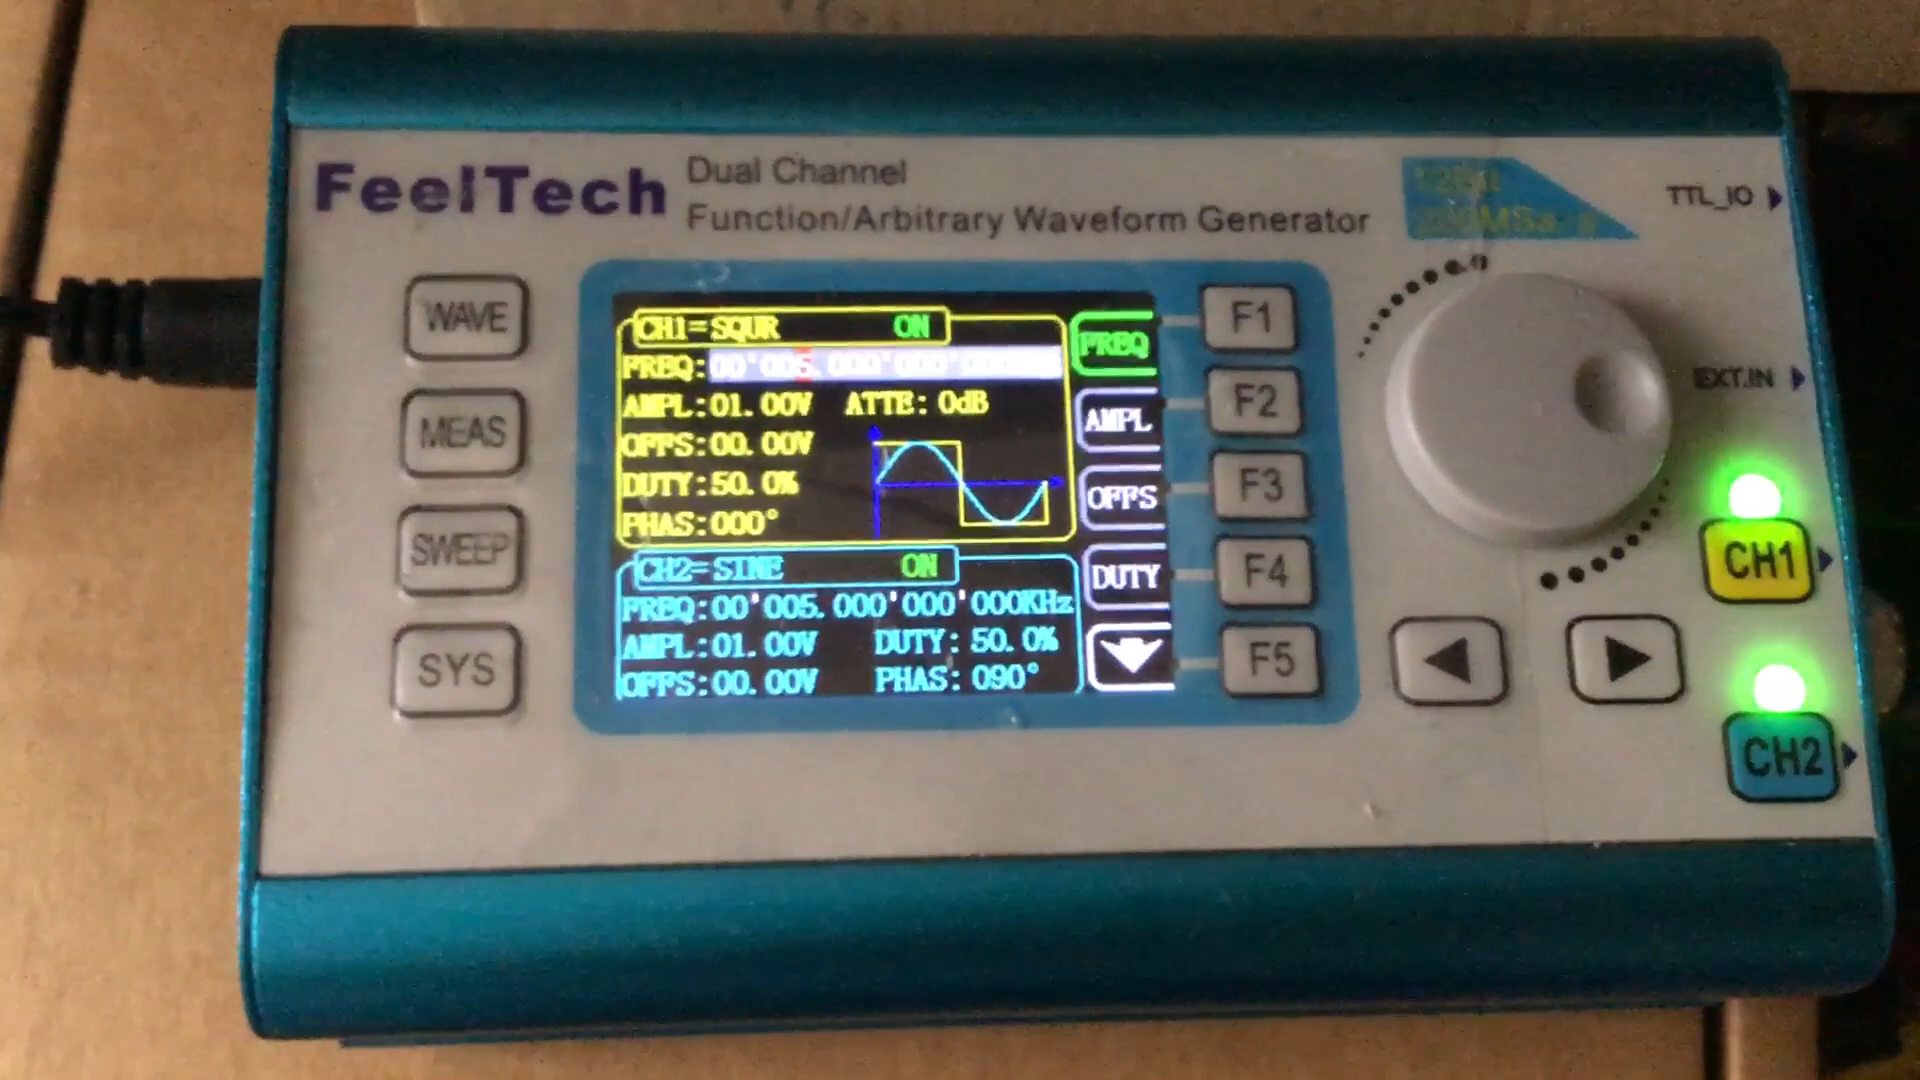 FeelTech
Dual Channel
Function/Arbitrary Waveform Generator
TTL_IO
EXT.IN
WAVE
MEAS
SWEEP
SYS
CH1=SQUR ON
FREQ:00'005.000'000'
AMPL:01.00V ATTE:0dB
OFFS:00.00V
DUTY:50.0%
PHAS:000°
CH2=SINE ON
FREQ:00'005.000'000'000KHz
AMPL:01.00V DUTY:50.0%
OFFS:00.00V PHAS:090°
FREQ
AMPL
OFFS
DUTY
F1
F2
F3
F4
F5
CH1
CH2